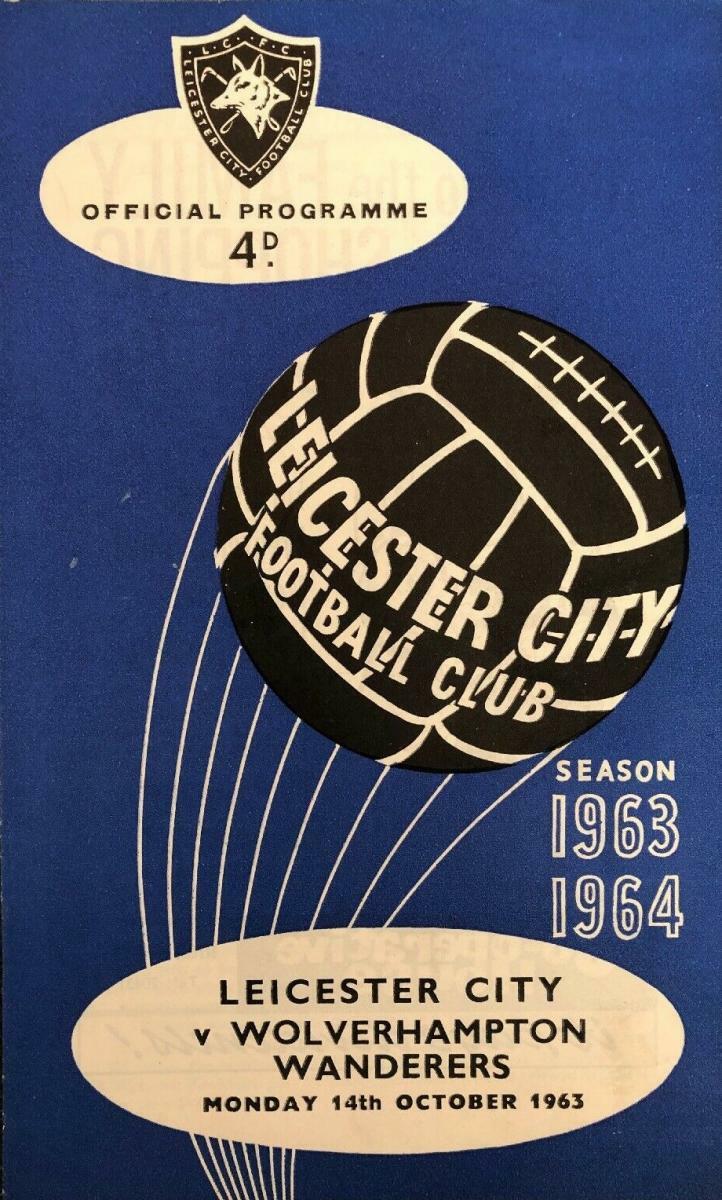 L.C.F.C.
LEICESTER CITY FOOTBALL CLUB
OFFICIAL PROGRAMME
4D.
LEICESTER CITY
FOOTBALL CLUB
SEASON
1963
1964
LEICESTER CITY
v WOLVERHAMPTON
WANDERERS
MONDAY 14th OCTOBER 1963